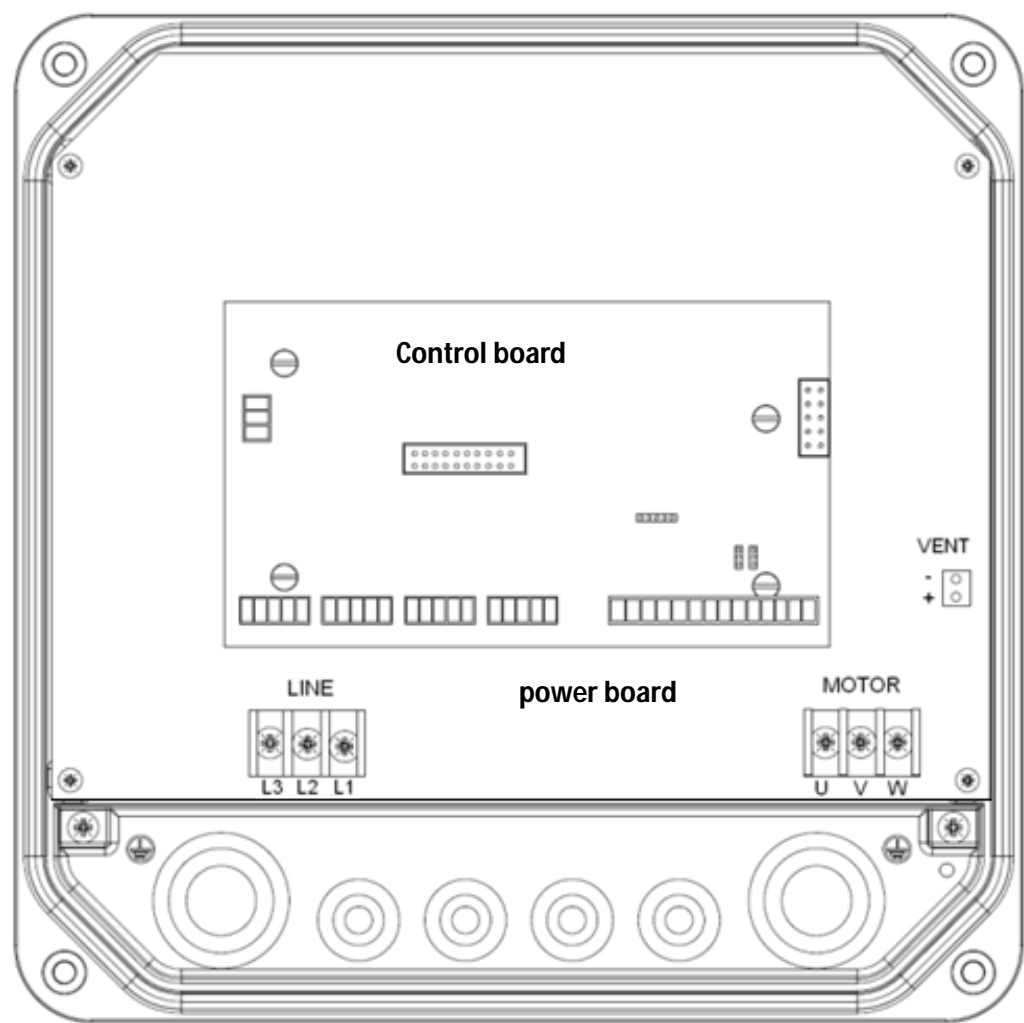 Control board
VENT
-
+
LINE
power board
MOTOR
L3 L2 L1
U V W